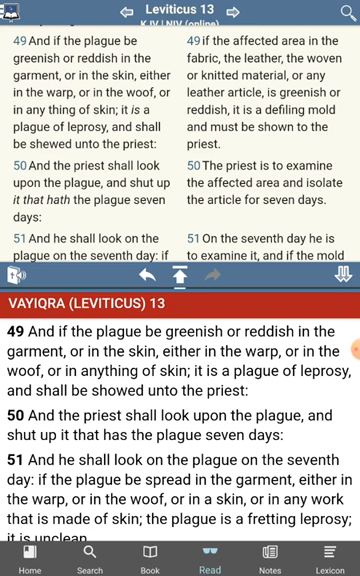 Leviticus 13
KJV | NIV (online)
49 And if the plague be
greenish or reddish in the
garment, or in the skin, either
in the warp, or in the woof, or
in any thing of skin; it is a
plague of leprosy, and shall
be shewed unto the priest:
50 And the priest shall look
upon the plague, and shut up
it that hath the plague seven
days:
51 And he shall look on the
plague on the seventh day: if
49 if the affected area in the
fabric, the leather, the woven
or knitted material, or any
leather article, is greenish or
reddish, it is a defiling mold
and must be shown to the
priest.
50 The priest is to examine
the affected area and isolate
the article for seven days.
51 On the seventh day he is
to examine it, and if the mold
VAYIQRA (LEVITICUS) 13
49 And if the plague be greenish or reddish in the
garment, or in the skin, either in the warp, or in the
woof, or in anything of skin; it is a plague of leprosy,
and shall be showed unto the priest:
50 And the priest shall look upon the plague, and
shut up it that has the plague seven days:
51 And he shall look on the plague on the seventh
day: if the plague be spread in the garment, either in
the warp, or in the woof, or in a skin, or in any work
that is made of skin; the plague is a fretting leprosy;
it is unclean
Home
Search
Book
Read
Notes
Lexicon